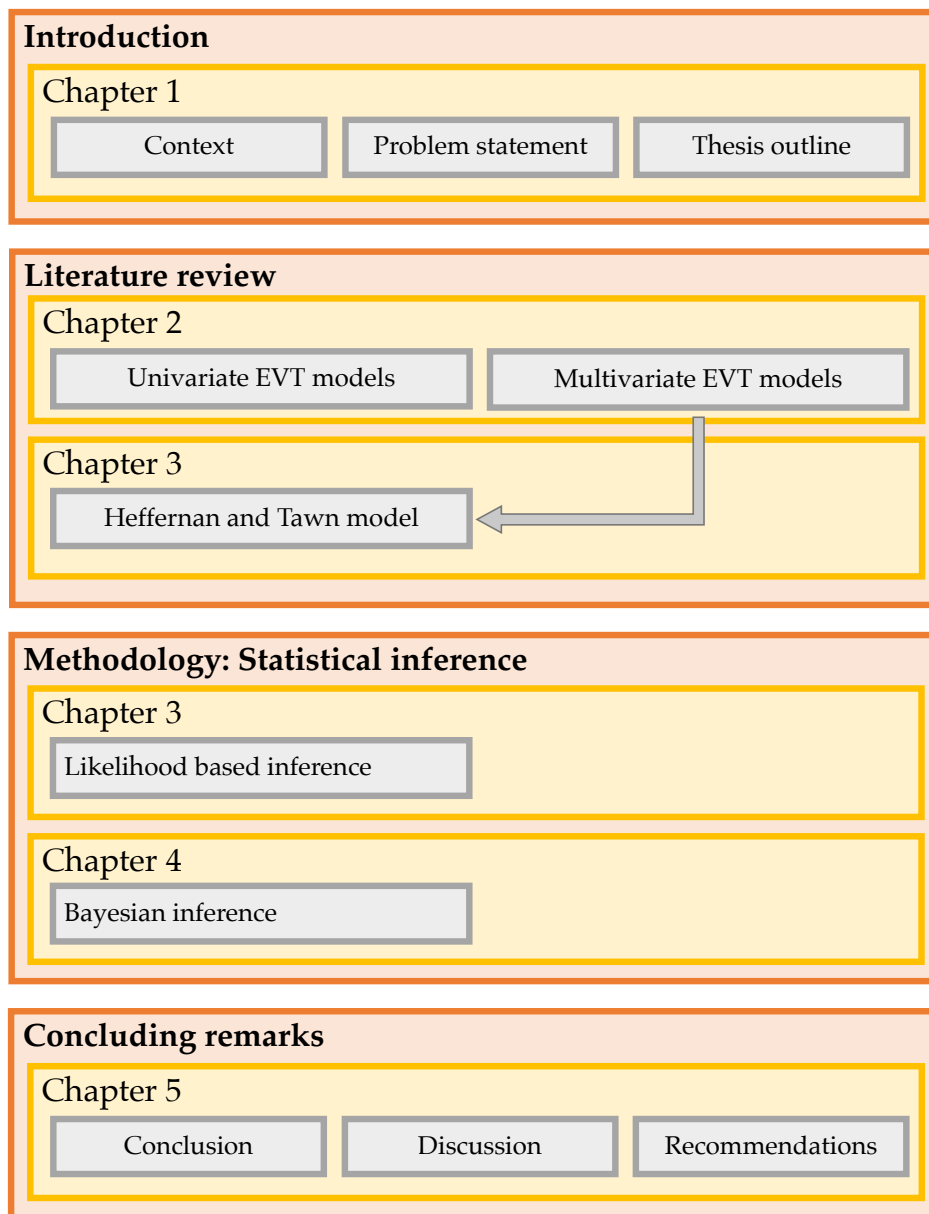 Introduction
Chapter 1
Context
Problem statement
Thesis outline
Literature review
Chapter 2
Univariate EVT models
Multivariate EVT models
Chapter 3
Heffernan and Tawn model
Methodology: Statistical inference
Chapter 3
Likelihood based inference
Chapter 4
Bayesian inference
Concluding remarks
Chapter 5
Conclusion
Discussion
Recommendations